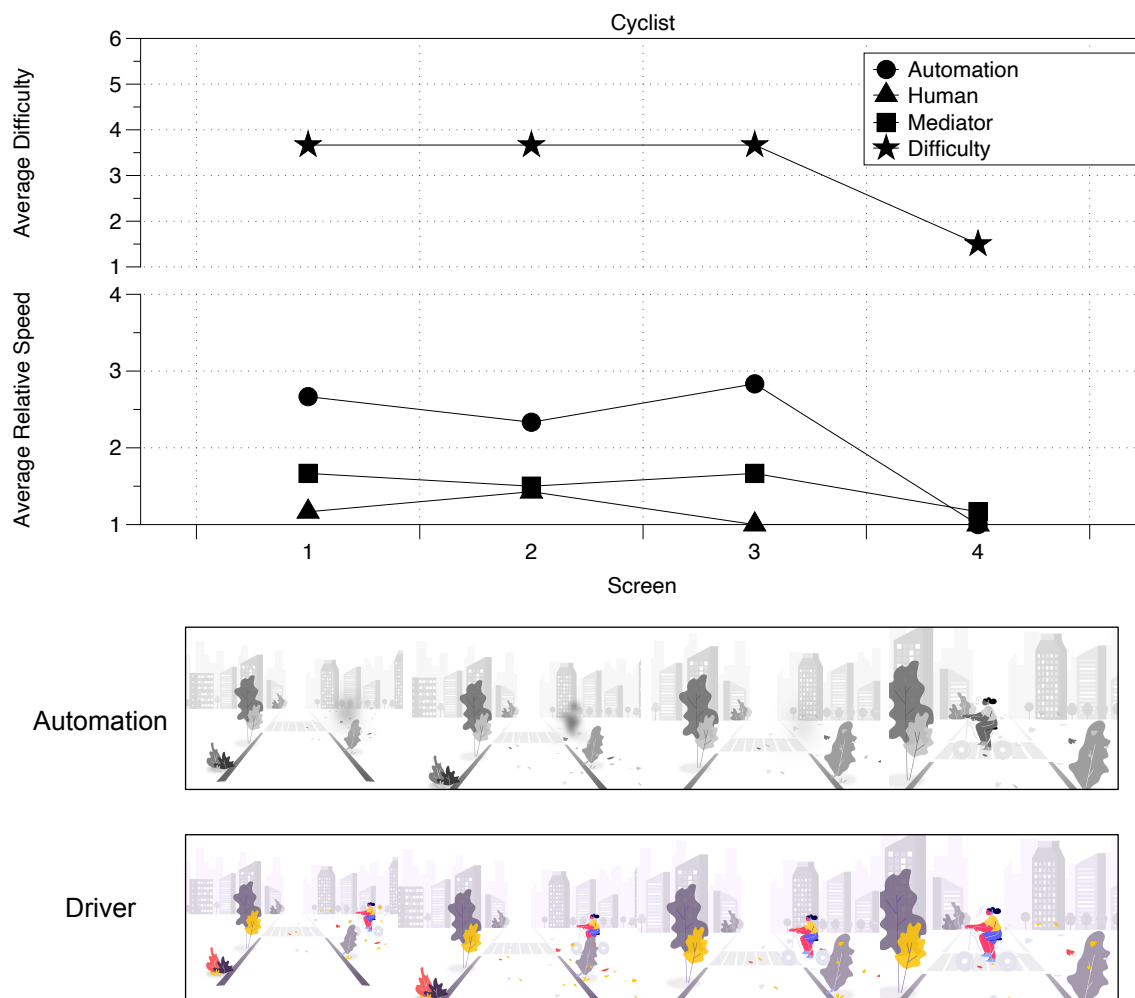 Cyclist
6
5
4
3
2
1
Average Difficulty
Automation
Human
Mediator
Difficulty
4
3
2
1
Average Relative Speed
1 2 3 4
Screen
Automation
Driver